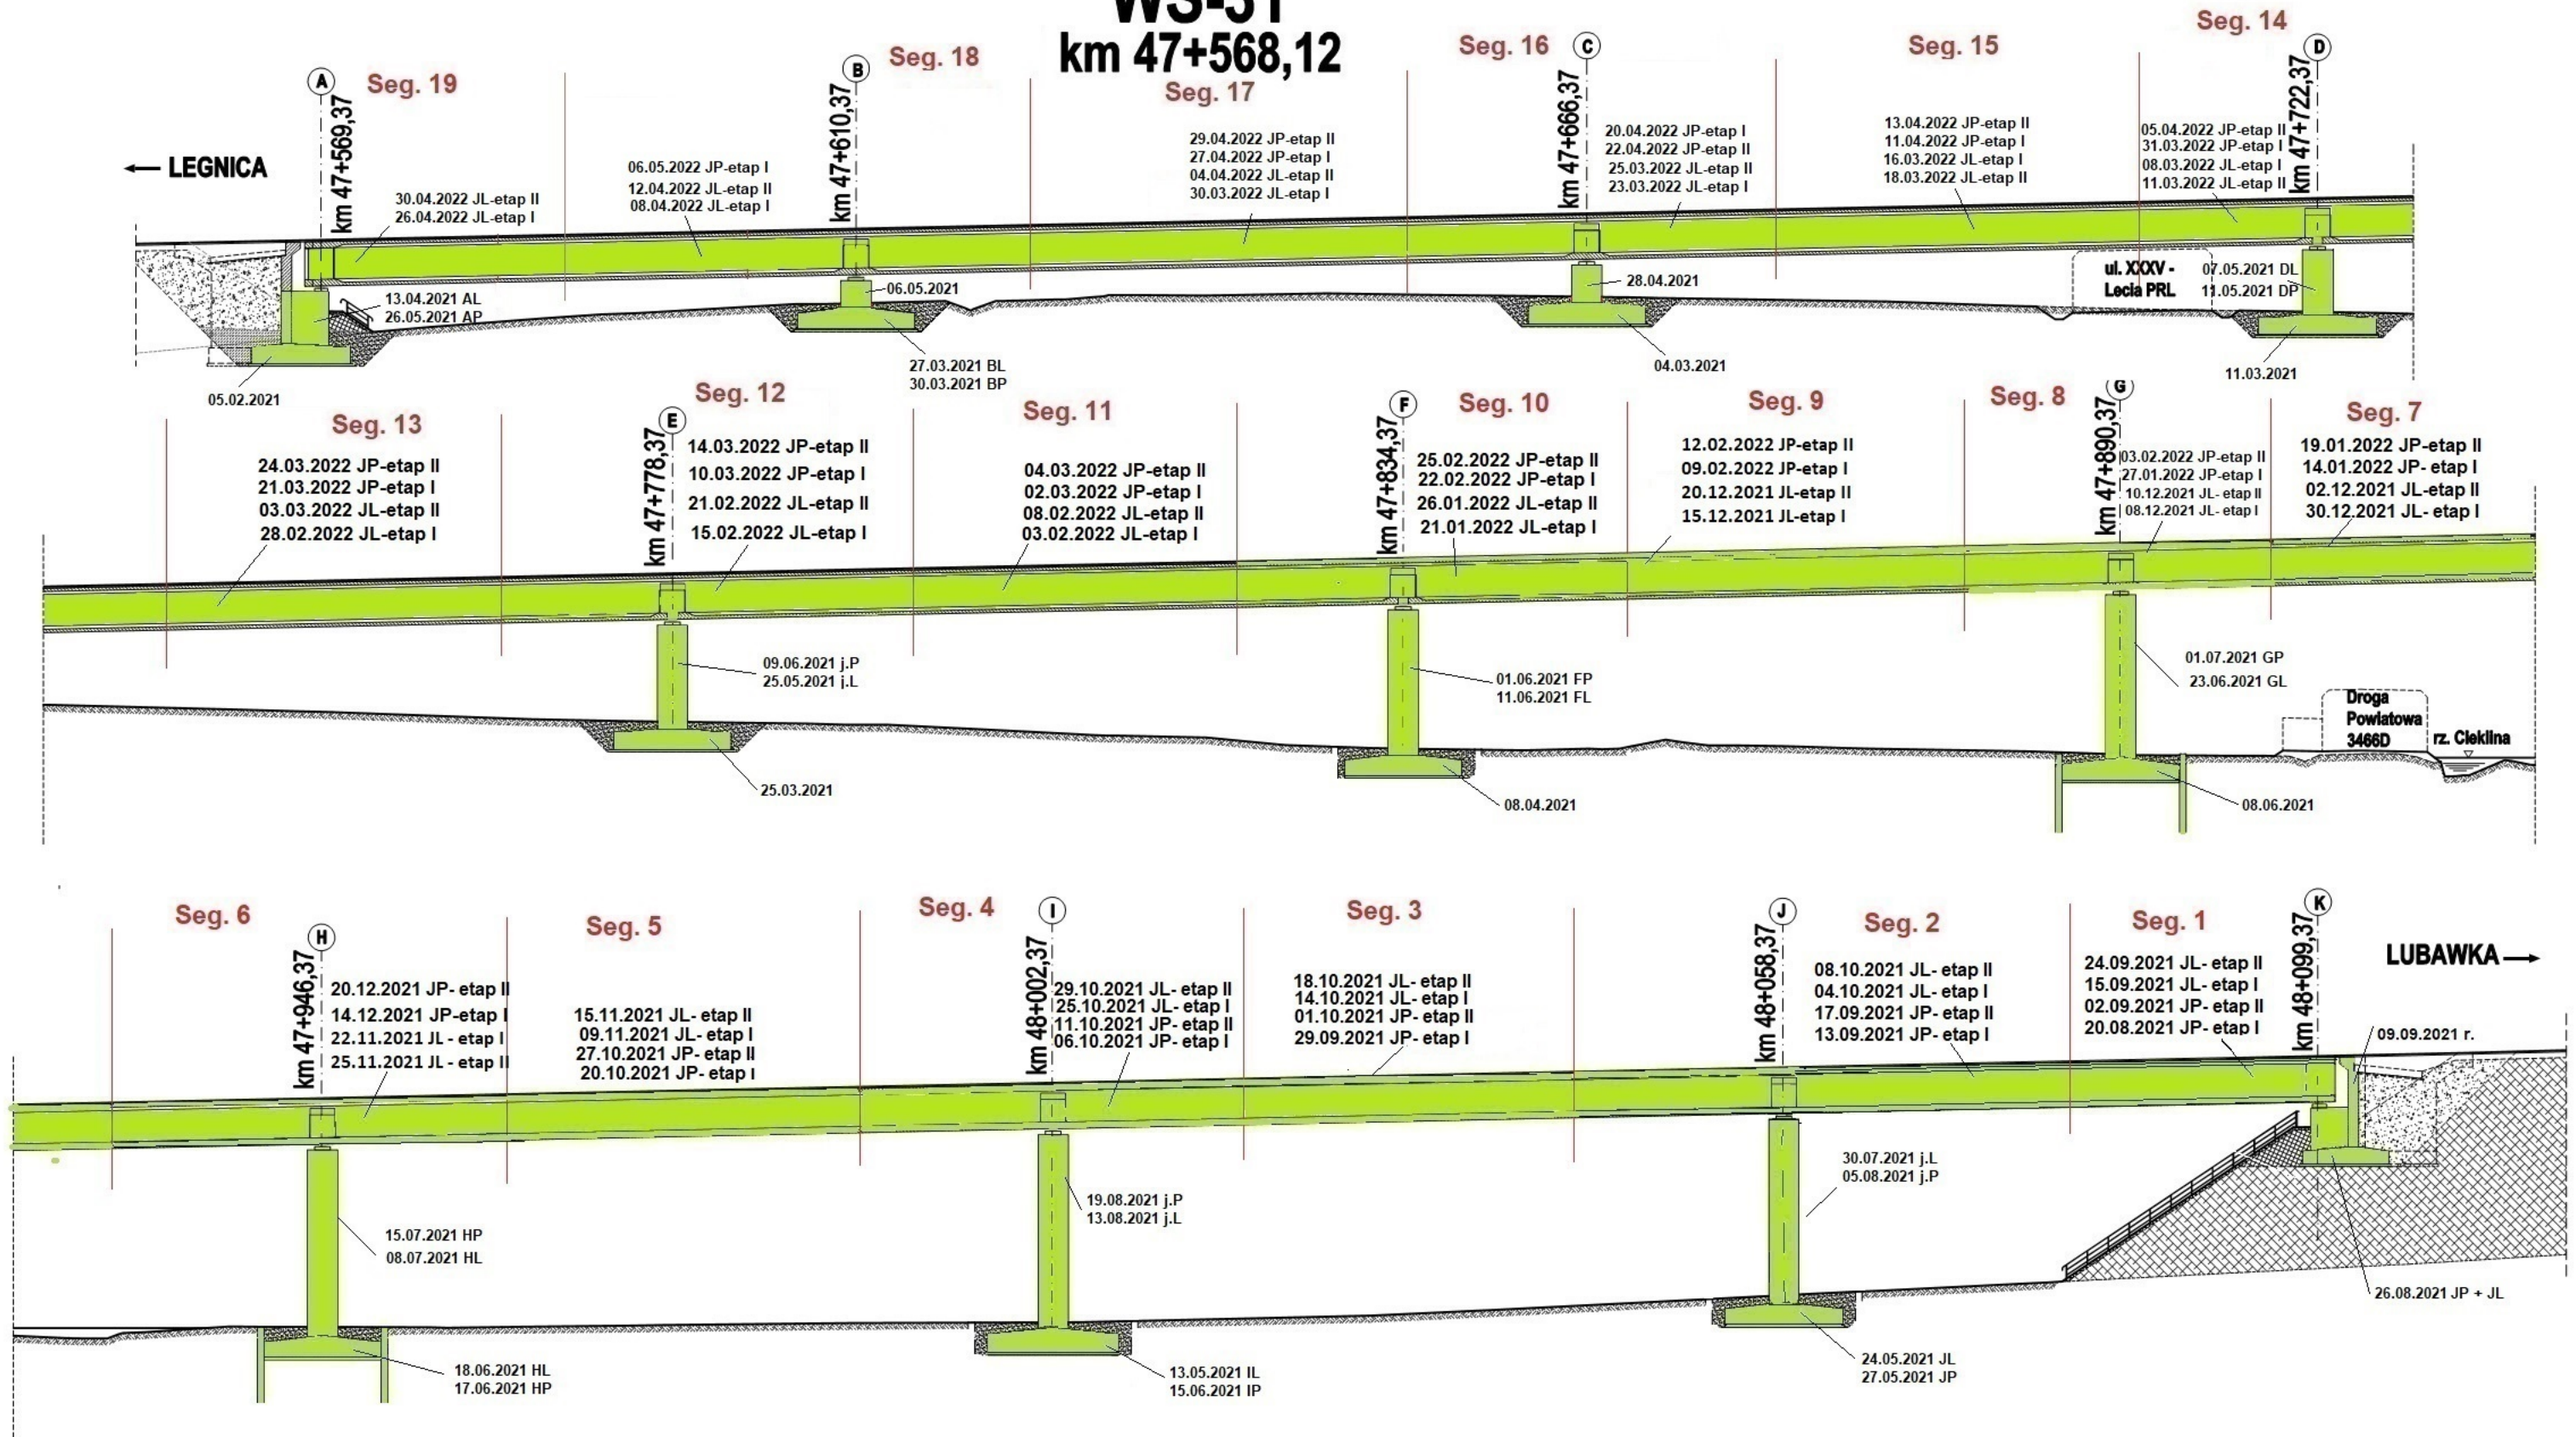 WS-31
km 47+568,12
Seg. 19
Seg. 18
Seg. 17
Seg. 16
Seg. 15
Seg. 14
A
km 47+569,37
B
km 47+610,37
C
km 47+666,37
D
km 47+722,37
← LEGNICA
30.04.2022 JL-etap II
26.04.2022 JL-etap I
06.05.2022 JP-etap I
12.04.2022 JL-etap II
08.04.2022 JL-etap I
29.04.2022 JP-etap II
27.04.2022 JP-etap I
04.04.2022 JL-etap II
30.03.2022 JL-etap I
20.04.2022 JP-etap I
22.04.2022 JP-etap II
25.03.2022 JL-etap II
23.03.2022 JL-etap I
13.04.2022 JP-etap II
11.04.2022 JP-etap I
16.03.2022 JL-etap I
18.03.2022 JL-etap II
05.04.2022 JP-etap II
31.03.2022 JP-etap I
08.03.2022 JL-etap I
11.03.2022 JL-etap II
13.04.2021 AL
26.05.2021 AP
05.02.2021
06.05.2021
27.03.2021 BL
30.03.2021 BP
28.04.2021
04.03.2021
ul. XXXV -
Lecia PRL
07.05.2021 DL
11.05.2021 DP
11.03.2021
Seg. 13
Seg. 12
Seg. 11
Seg. 10
Seg. 9
Seg. 8
Seg. 7
E
km 47+778,37
F
km 47+834,37
G
km 47+890,37
24.03.2022 JP-etap II
21.03.2022 JP-etap I
03.03.2022 JL-etap II
28.02.2022 JL-etap I
14.03.2022 JP-etap II
10.03.2022 JP-etap I
21.02.2022 JL-etap II
15.02.2022 JL-etap I
04.03.2022 JP-etap II
02.03.2022 JP-etap I
08.02.2022 JL-etap II
03.02.2022 JL-etap I
25.02.2022 JP-etap II
22.02.2022 JP-etap I
26.01.2022 JL-etap II
21.01.2022 JL-etap I
12.02.2022 JP-etap II
09.02.2022 JP-etap I
20.12.2021 JL-etap II
15.12.2021 JL-etap I
03.02.2022 JP-etap II
27.01.2022 JP-etap I
10.12.2021 JL- etap II
08.12.2021 JL- etap I
19.01.2022 JP-etap II
14.01.2022 JP- etap I
02.12.2021 JL-etap II
30.12.2021 JL- etap I
09.06.2021 j.P
25.05.2021 j.L
25.03.2021
01.06.2021 FP
11.06.2021 FL
08.04.2021
01.07.2021 GP
23.06.2021 GL
08.06.2021
Droga
Powiatowa
3466D
rz. Cieklina
Seg. 6
Seg. 5
Seg. 4
Seg. 3
Seg. 2
Seg. 1
H
km 47+946,37
I
km 48+002,37
J
km 48+058,37
K
km 48+099,37
LUBAWKA →
20.12.2021 JP- etap II
14.12.2021 JP-etap I
22.11.2021 JL - etap I
25.11.2021 JL - etap II
15.11.2021 JL- etap II
09.11.2021 JL- etap I
27.10.2021 JP- etap II
20.10.2021 JP- etap I
29.10.2021 JL- etap II
25.10.2021 JL- etap I
11.10.2021 JP- etap II
06.10.2021 JP- etap I
18.10.2021 JL- etap II
14.10.2021 JL- etap I
01.10.2021 JP- etap II
29.09.2021 JP- etap I
08.10.2021 JL- etap II
04.10.2021 JL- etap I
17.09.2021 JP- etap II
13.09.2021 JP- etap I
24.09.2021 JL- etap II
15.09.2021 JL- etap I
02.09.2021 JP- etap II
20.08.2021 JP- etap I
09.09.2021 r.
15.07.2021 HP
08.07.2021 HL
18.06.2021 HL
17.06.2021 HP
19.08.2021 j.P
13.08.2021 j.L
13.05.2021 IL
15.06.2021 IP
30.07.2021 j.L
05.08.2021 j.P
24.05.2021 JL
27.05.2021 JP
26.08.2021 JP + JL